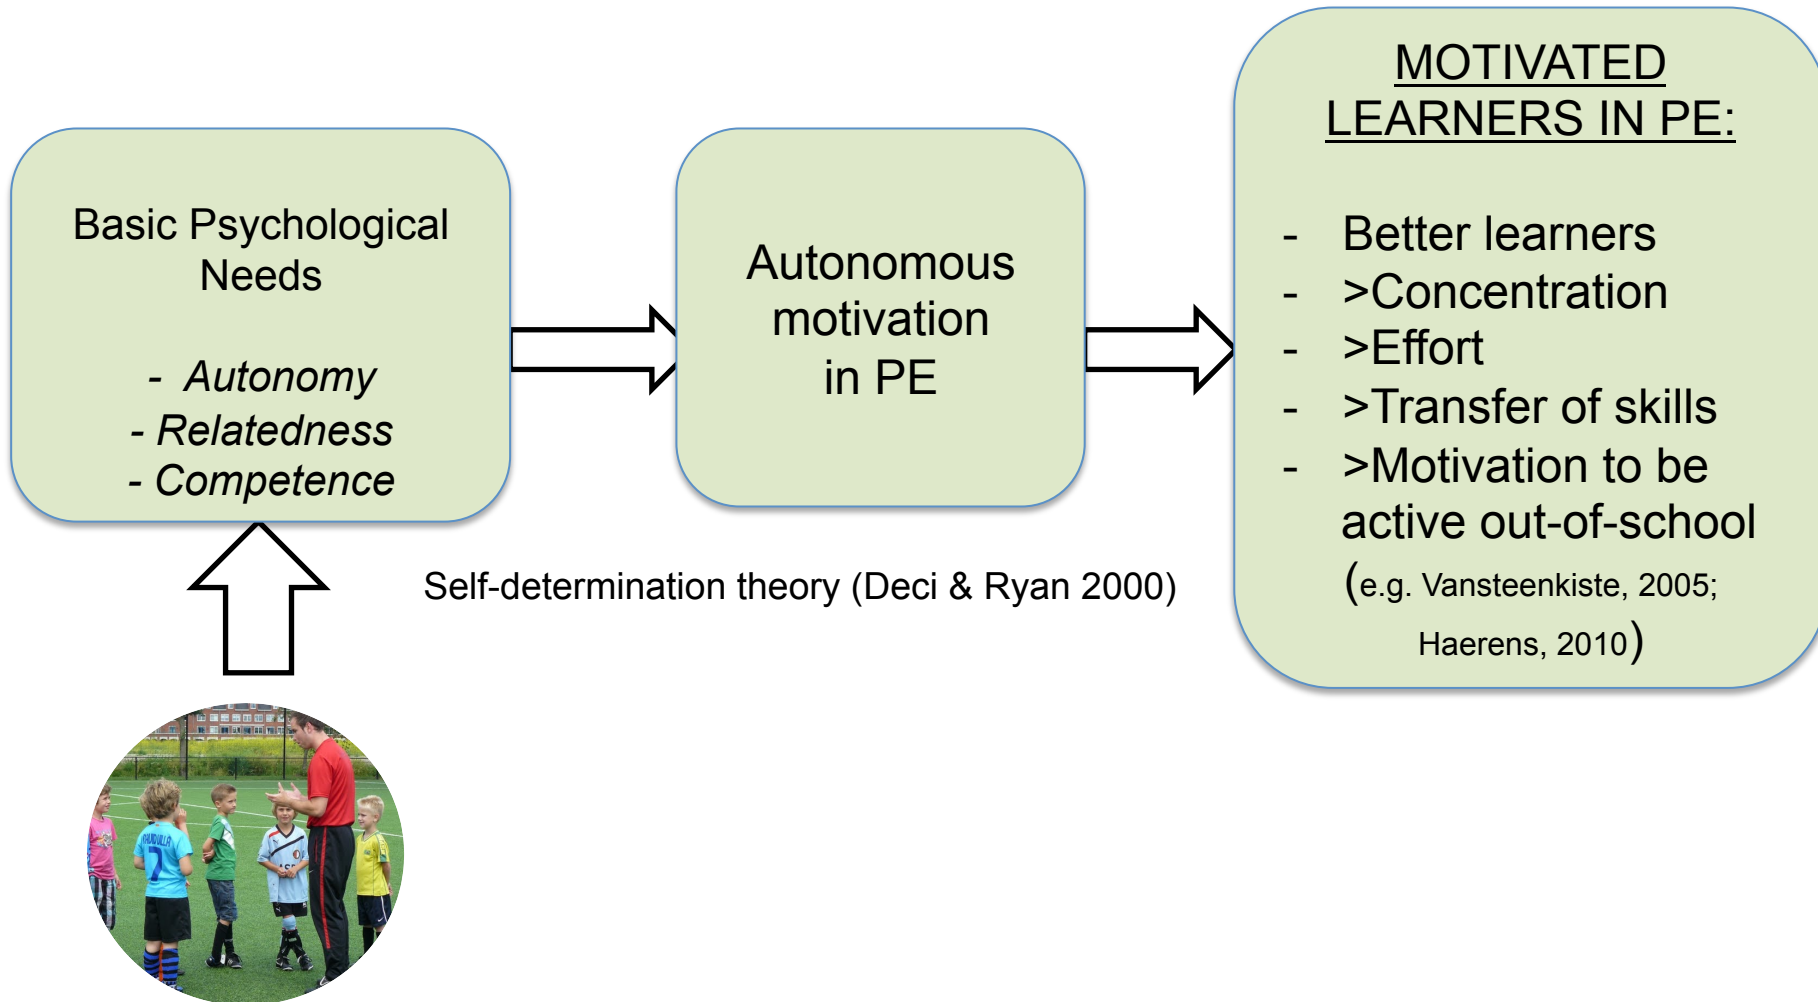 Basic Psychological
Needs
- Autonomy
- Relatedness
- Competence
Autonomous
motivation
in PE
MOTIVATED
LEARNERS IN PE:
- Better learners
- >Concentration
- >Effort
- >Transfer of skills
- >Motivation to be
active out-of-school
(e.g. Vansteenkiste, 2005;
Haerens, 2010)
Self-determination theory (Deci & Ryan 2000)
7